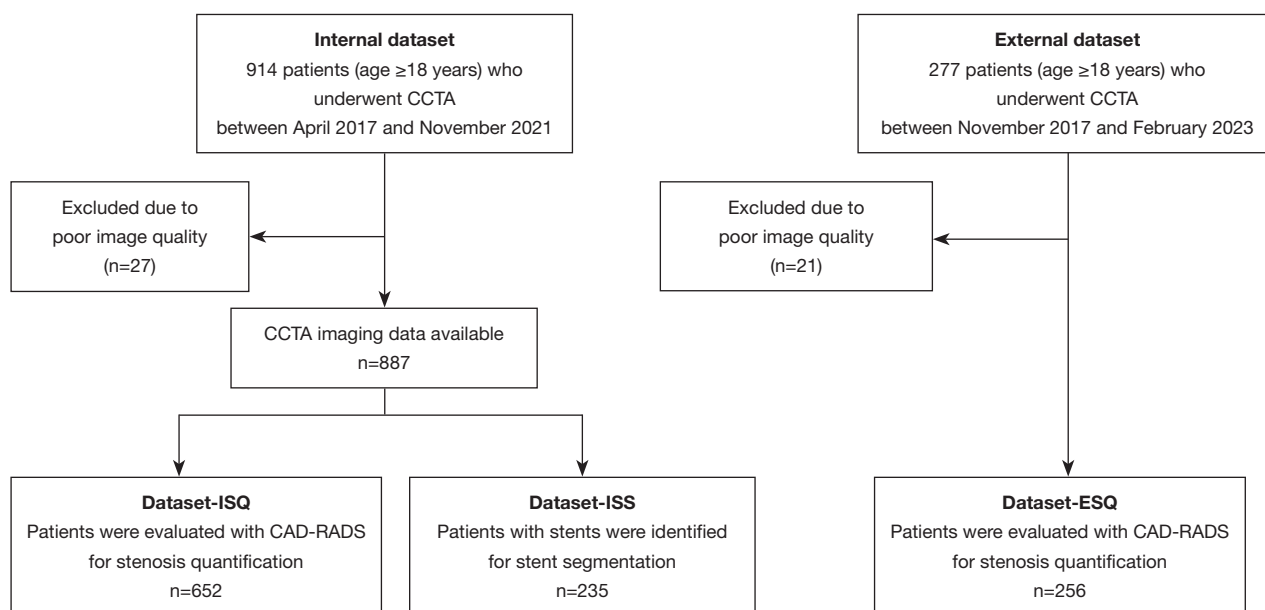 Internal dataset
914 patients (age ≥18 years) who
underwent CCTA
between April 2017 and November 2021
External dataset
277 patients (age ≥18 years) who
underwent CCTA
between November 2017 and February 2023
Excluded due to
poor image quality
(n=27)
Excluded due to
poor image quality
(n=21)
CCTA imaging data available
n=887
Dataset-ISQ
Patients were evaluated with CAD-RADS
for stenosis quantification
n=652
Dataset-ISS
Patients with stents were identified
for stent segmentation
n=235
Dataset-ESQ
Patients were evaluated with CAD-RADS
for stenosis quantification
n=256